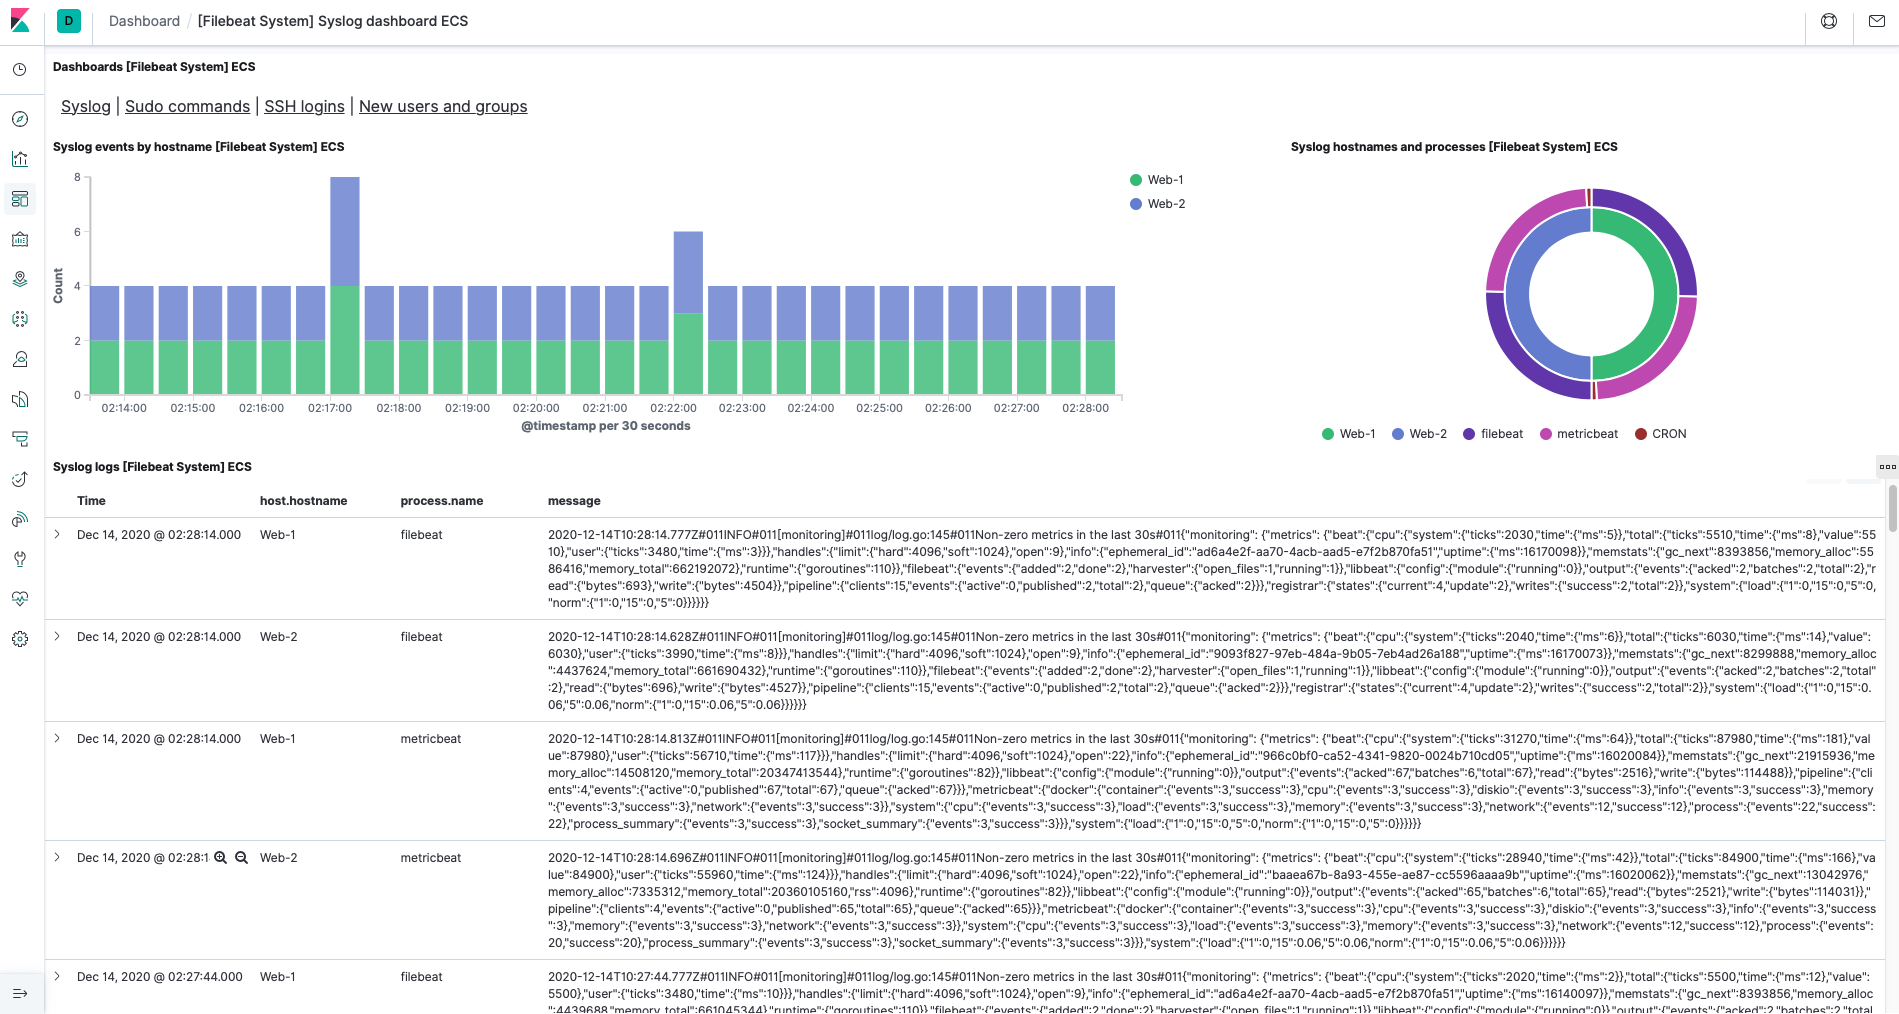 D Dashboard / [Filebeat System] Syslog dashboard ECS
Dashboards [Filebeat System] ECS
Syslog | Sudo commands | SSH logins | New users and groups
Syslog events by hostname [Filebeat System] ECS
8
6
4
2
0
Count
02:14:00 02:15:00 02:16:00 02:17:00 02:18:00 02:19:00 02:20:00 02:21:00 02:22:00 02:23:00 02:24:00 02:25:00 02:26:00 02:27:00 02:28:00
@timestamp per 30 seconds
Web-1
Web-2
Syslog hostnames and processes [Filebeat System] ECS
Web-1 Web-2 filebeat metricbeat CRON
Syslog logs [Filebeat System] ECS
Time host.hostname process.name message
Dec 14, 2020 @ 02:28:14.000 Web-1 filebeat 2020-12-14T10:28:14.777Z#011INFO#011[monitoring]#011log/log.go:145#011Non-zero metrics in the last 30s#011{"monitoring": {"metrics": {"beat":{"cpu":{"system":{"ticks":2030,"time":{"ms":5}},"total":{"ticks":5510,"time":{"ms":8},"value":55
10},"user":{"ticks":3480,"time":{"ms":3}}},"handles":{"limit":{"hard":4096,"soft":1024},"open":9},"info":{"ephemeral_id":"ad6a4e2f-aa70-4acb-aad5-e7f2b870fa51","uptime":{"ms":16170098}},"memstats":{"gc_next":8393856,"memory_alloc":55
86416,"memory_total":662192072},"runtime":{"goroutines":110}},"filebeat":{"events":{"added":2,"done":2},"harvester":{"open_files":1,"running":1}},"libbeat":{"config":{"module":{"running":0}},"output":{"events":{"acked":2,"batches":2,"total":2},"r
ead":{"bytes":693},"write":{"bytes":4504}},"pipeline":{"clients":15,"events":{"active":0,"published":2,"total":2},"queue":{"acked":2}}},"registrar":{"states":{"current":4,"update":2},"writes":{"success":2,"total":2}},"system":{"load":{"1":0,"15":0,"5":0,
"norm":{"1":0,"15":0,"5":0}}}}}}
Dec 14, 2020 @ 02:28:14.000 Web-2 filebeat 2020-12-14T10:28:14.628Z#011INFO#011[monitoring]#011log/log.go:145#011Non-zero metrics in the last 30s#011{"monitoring": {"metrics": {"beat":{"cpu":{"system":{"ticks":2040,"time":{"ms":6}},"total":{"ticks":6030,"time":{"ms":14},"value":
6030},"user":{"ticks":3990,"time":{"ms":8}}},"handles":{"limit":{"hard":4096,"soft":1024},"open":9},"info":{"ephemeral_id":"9093f827-97eb-484a-9b05-7eb4ad26a188","uptime":{"ms":16170073}},"memstats":{"gc_next":8299888,"memory_alloc
":4437624,"memory_total":661690432},"runtime":{"goroutines":110}},"filebeat":{"events":{"added":2,"done":2},"harvester":{"open_files":1,"running":1}},"libbeat":{"config":{"module":{"running":0}},"output":{"events":{"acked":2,"batches":2,"total"
:2},"read":{"bytes":696},"write":{"bytes":4527}},"pipeline":{"clients":15,"events":{"active":0,"published":2,"total":2},"queue":{"acked":2}}},"registrar":{"states":{"current":4,"update":2},"writes":{"success":2,"total":2}},"system":{"load":{"1":0,"15":0.
06,"5":0.06,"norm":{"1":0,"15":0.06,"5":0.06}}}}}}
Dec 14, 2020 @ 02:28:14.000 Web-1 metricbeat 2020-12-14T10:28:14.813Z#011INFO#011[monitoring]#011log/log.go:145#011Non-zero metrics in the last 30s#011{"monitoring": {"metrics": {"beat":{"cpu":{"system":{"ticks":31270,"time":{"ms":64}},"total":{"ticks":87980,"time":{"ms":181},"val
ue":87980},"user":{"ticks":56710,"time":{"ms":117}}},"handles":{"limit":{"hard":4096,"soft":1024},"open":22},"info":{"ephemeral_id":"966c0bf0-ca52-4341-9820-0024b710cd05","uptime":{"ms":16020084}},"memstats":{"gc_next":21915936,"me
mory_alloc":14508120,"memory_total":20347413544},"runtime":{"goroutines":82}},"libbeat":{"config":{"module":{"running":0}},"output":{"events":{"acked":67,"batches":6,"total":67},"read":{"bytes":2516},"write":{"bytes":114488}},"pipeline":{"cli
ents":4,"events":{"active":0,"published":67,"total":67},"queue":{"acked":67}}},"metricbeat":{"docker":{"container":{"events":3,"success":3},"cpu":{"events":3,"success":3},"diskio":{"events":3,"success":3},"info":{"events":3,"success":3},"memory
":{"events":3,"success":3},"network":{"events":3,"success":3}},"system":{"cpu":{"events":3,"success":3},"load":{"events":3,"success":3},"memory":{"events":3,"success":3},"network":{"events":12,"success":12},"process":{"events":22,"success":
22},"process_summary":{"events":3,"success":3},"socket_summary":{"events":3,"success":3}}},"system":{"load":{"1":0,"15":0,"5":0,"norm":{"1":0,"15":0,"5":0}}}}}}
Dec 14, 2020 @ 02:28:1 Web-2 metricbeat 2020-12-14T10:28:14.696Z#011INFO#011[monitoring]#011log/log.go:145#011Non-zero metrics in the last 30s#011{"monitoring": {"metrics": {"beat":{"cpu":{"system":{"ticks":28940,"time":{"ms":42}},"total":{"ticks":84900,"time":{"ms":166},"va
lue":84900},"user":{"ticks":55960,"time":{"ms":124}}},"handles":{"limit":{"hard":4096,"soft":1024},"open":22},"info":{"ephemeral_id":"baaea67b-8a93-455e-ae87-cc5596aaaa9b","uptime":{"ms":16020062}},"memstats":{"gc_next":13042976,"
memory_alloc":7335312,"memory_total":20360105160,"rss":4096},"runtime":{"goroutines":82}},"libbeat":{"config":{"module":{"running":0}},"output":{"events":{"acked":65,"batches":6,"total":65},"read":{"bytes":2521},"write":{"bytes":114031}},"
pipeline":{"clients":4,"events":{"active":0,"published":65,"total":65},"queue":{"acked":65}}},"metricbeat":{"docker":{"container":{"events":3,"success":3},"cpu":{"events":3,"success":3},"diskio":{"events":3,"success":3},"info":{"events":3,"success"
:3},"memory":{"events":3,"success":3},"network":{"events":3,"success":3}},"system":{"cpu":{"events":3,"success":3},"load":{"events":3,"success":3},"memory":{"events":3,"success":3},"network":{"events":12,"success":12},"process":{"events":
20,"success":20},"process_summary":{"events":3,"success":3},"socket_summary":{"events":3,"success":3}}},"system":{"load":{"1":0,"15":0.06,"5":0.06,"norm":{"1":0,"15":0.06,"5":0.06}}}}}}
Dec 14, 2020 @ 02:27:44.000 Web-1 filebeat 2020-12-14T10:27:44.777Z#011INFO#011[monitoring]#011log/log.go:145#011Non-zero metrics in the last 30s#011{"monitoring": {"metrics": {"beat":{"cpu":{"system":{"ticks":2020,"time":{"ms":2}},"total":{"ticks":5500,"time":{"ms":12},"value":
5500},"user":{"ticks":3480,"time":{"ms":10}}},"handles":{"limit":{"hard":4096,"soft":1024},"open":9},"info":{"ephemeral_id":"ad6a4e2f-aa70-4acb-aad5-e7f2b870fa51","uptime":{"ms":16140097}},"memstats":{"gc_next":8393856,"memory_alloc
":4439688,"memory_total":661045344},"runtime":{"goroutines":110}},"filebeat":{"events":{"added":2,"done":2},"harvester":{"open_files":1,"running":1}},"libbeat":{"config":{"module":{"running":0}},"output":{"events":{"acked":2,"batches":2,"total